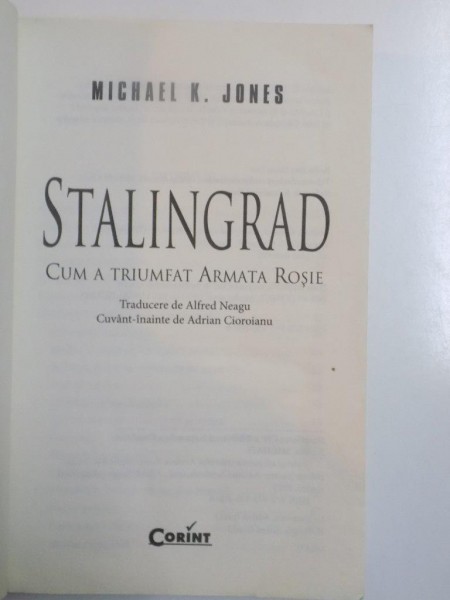 MICHAEL K. JONES
STALINGRAD
CUM A TRIUMFAT ARMATA ROȘIE
Traducere de Alfred Neagu
Cuvânt-înainte de Adrian Cioroianu
CORINT